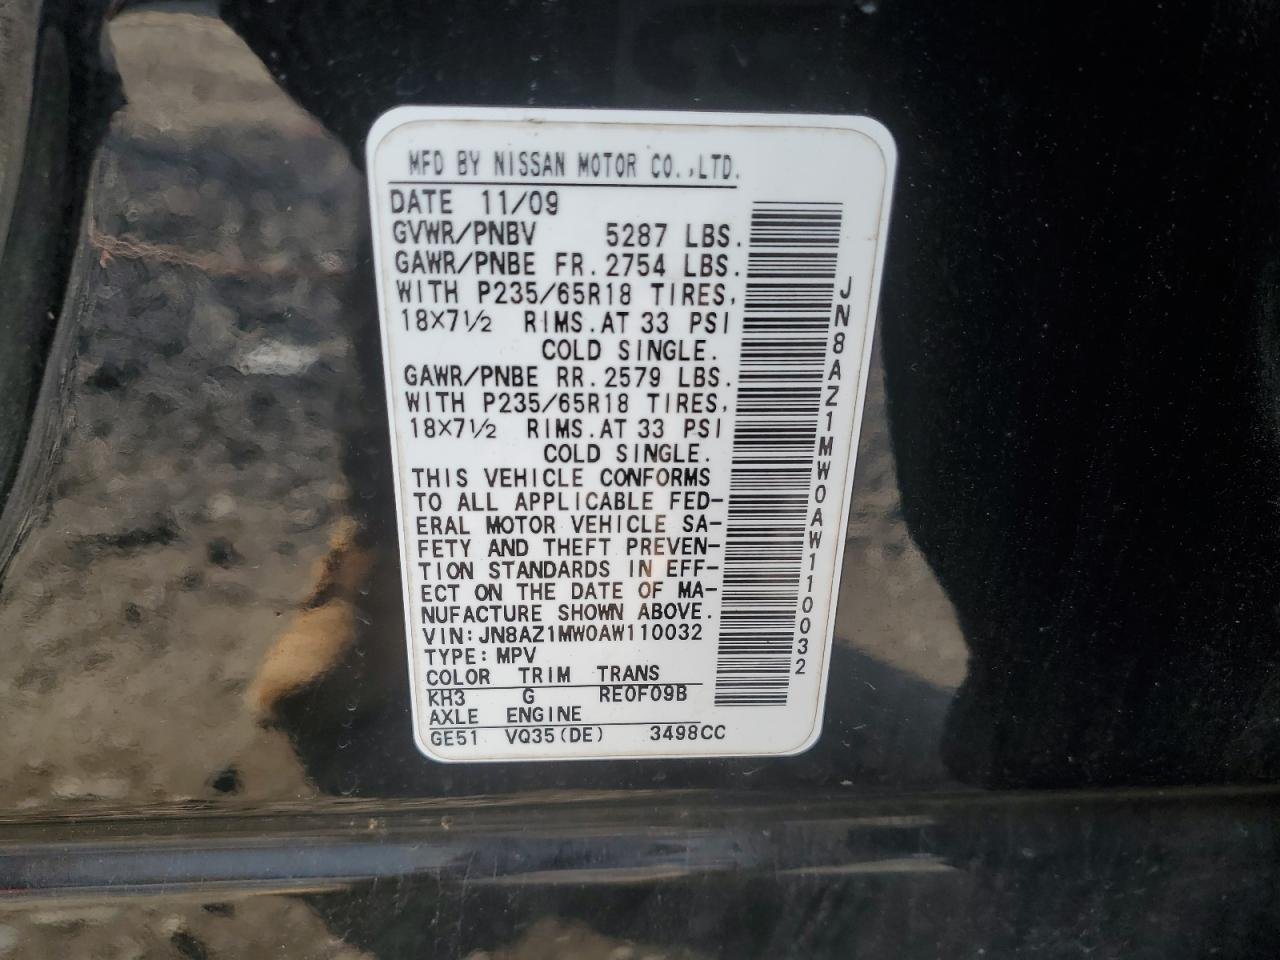 MFD BY NISSAN MOTOR CO.,LTD.
DATE 11/09
GVWR/PNBV 5287 LBS.
GAWR/PNBE FR.2754 LBS.
WITH P235/65R18 TIRES,
18X7½ RIMS.AT 33 PSI
COLD SINGLE.
GAWR/PNBE RR.2579 LBS.
WITH P235/65R18 TIRES,
18X7½ RIMS.AT 33 PSI
COLD SINGLE.
THIS VEHICLE CONFORMS
TO ALL APPLICABLE FED-
ERAL MOTOR VEHICLE SA-
FETY AND THEFT PREVEN-
TION STANDARDS IN EFF-
ECT ON THE DATE OF MA-
NUFACTURE SHOWN ABOVE.
VIN:JN8AZ1MW0AW110032
TYPE:MPV
COLOR TRIM TRANS
KH3 G RE0F09B
AXLE ENGINE
GE51 VQ35(DE) 3498CC
JN8AZ1MW0AW110032